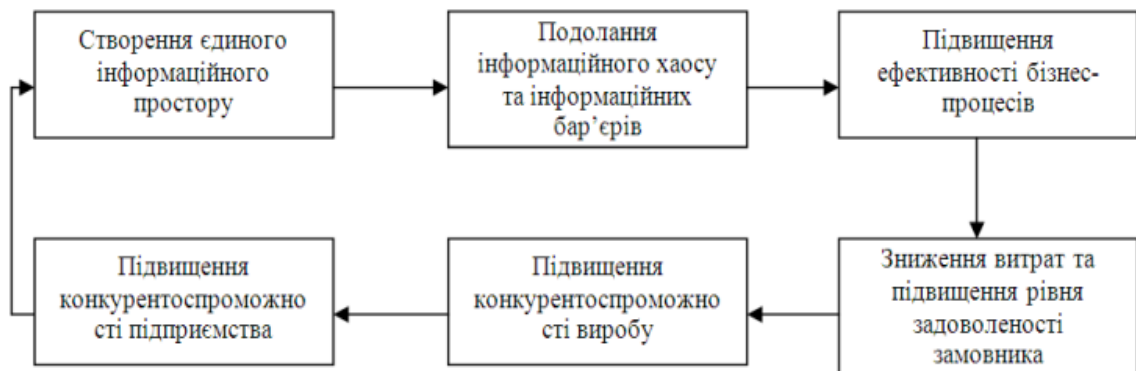 Створення єдиного
інформаційного
простору
Подолання
інформаційного хаосу
та інформаційних
бар’єрів
Підвищення
ефективності бізнес-
процесів
Підвищення
конкурентоспроможно
сті підприємства
Підвищення
конкурентоспроможно
сті виробу
Зниження витрат та
підвищення рівня
задоволеності
замовника